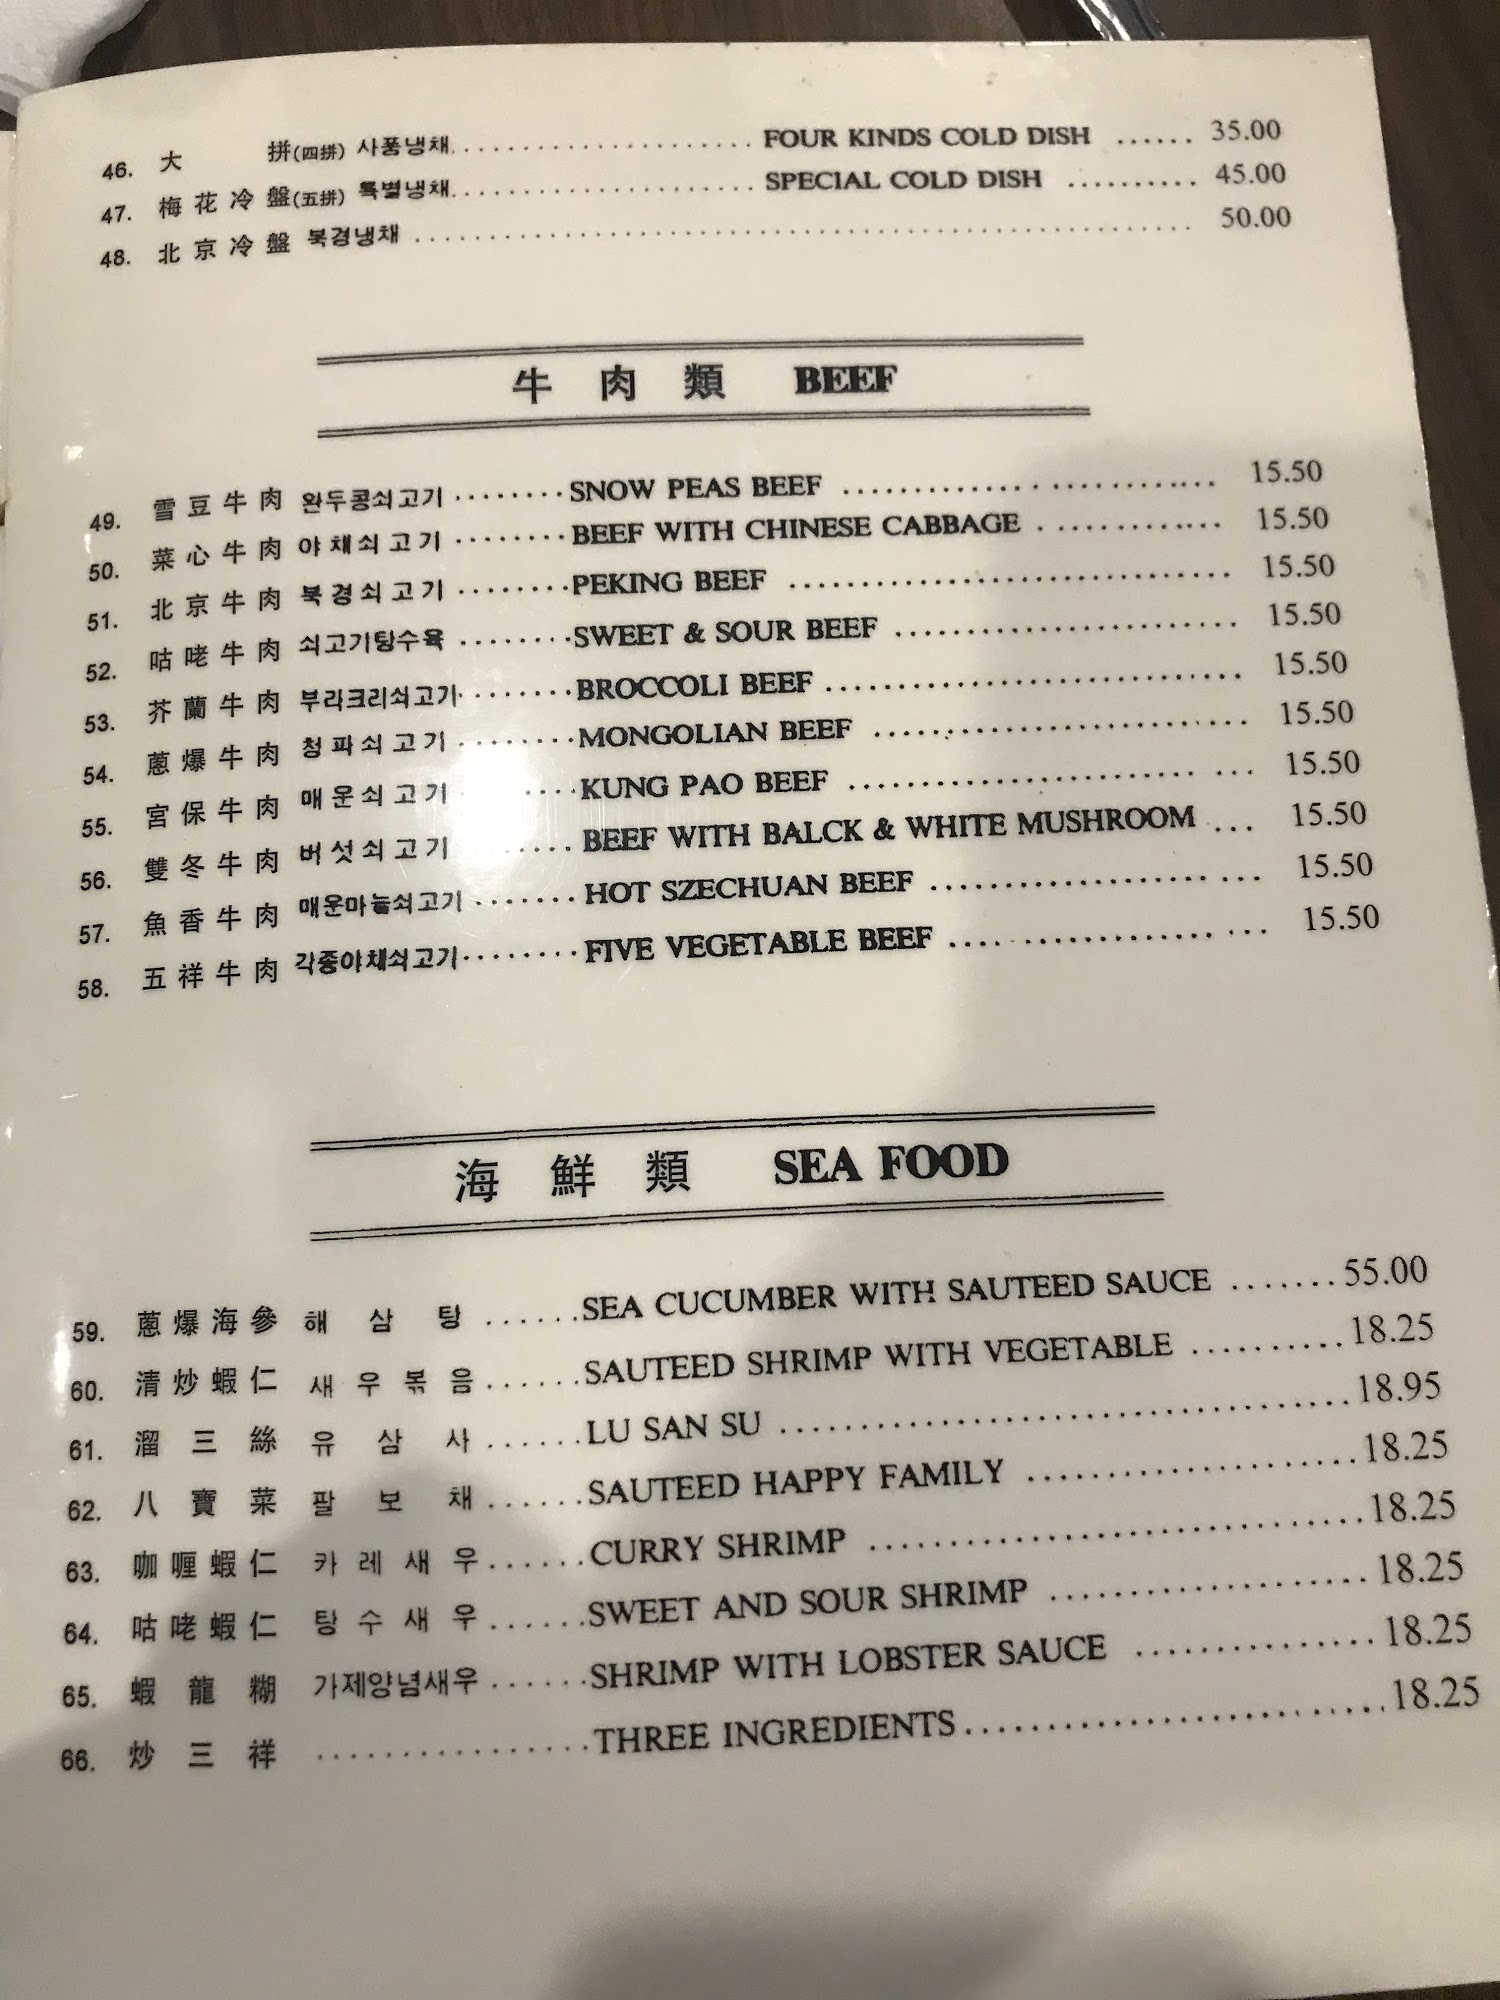 46. 大 拼(四拼) 사품냉채 ........................ FOUR KINDS COLD DISH ...... 35.00
47. 梅花冷盤(五拼) 특별냉채 ........................ SPECIAL COLD DISH .......... 45.00
48. 北京冷盤 북경냉채 ........................................................ 50.00
牛肉類 BEEF
49. 雪豆牛肉 완두콩쇠고기 ........ SNOW PEAS BEEF ........................ 15.50
50. 菜心牛肉 야채쇠고기 ........ BEEF WITH CHINESE CABBAGE ............ 15.50
51. 北京牛肉 북경쇠고기 ........ PEKING BEEF ............................ 15.50
52. 咕咾牛肉 쇠고기탕수육 ........ SWEET & SOUR BEEF ...................... 15.50
53. 芥蘭牛肉 부라크리쇠고기 ........ BROCCOLI BEEF .......................... 15.50
54. 蔥爆牛肉 청파쇠고기 ........ MONGOLIAN BEEF ........................ 15.50
55. 宮保牛肉 매운쇠고기 .... KUNG PAO BEEF .......................... 15.50
56. 雙冬牛肉 버섯쇠고기 ..... BEEF WITH BALCK & WHITE MUSHROOM ... 15.50
57. 魚香牛肉 매운마늘쇠고기 ....... HOT SZECHUAN BEEF ...................... 15.50
58. 五祥牛肉 각종야채쇠고기 ........ FIVE VEGETABLE BEEF .................... 15.50
海鮮類 SEA FOOD
59. 蔥爆海參 해삼탕 ...... SEA CUCUMBER WITH SAUTEED SAUCE ....... 55.00
60. 清炒蝦仁 새우볶음 ...... SAUTEED SHRIMP WITH VEGETABLE .......... 18.25
61. 溜三絲 유삼사 ...... LU SAN SU .................................. 18.95
62. 八寶菜 팔보채 ...... SAUTEED HAPPY FAMILY ...................... 18.25
63. 咖喱蝦仁 카레새우 ...... CURRY SHRIMP .............................. 18.25
64. 咕咾蝦仁 탕수새우 ...... SWEET AND SOUR SHRIMP .................... 18.25
65. 蝦龍糊 가제양념새우 ...... SHRIMP WITH LOBSTER SAUCE ................ 18.25
66. 炒三祥 ................. THREE INGREDIENTS ........................ 18.25